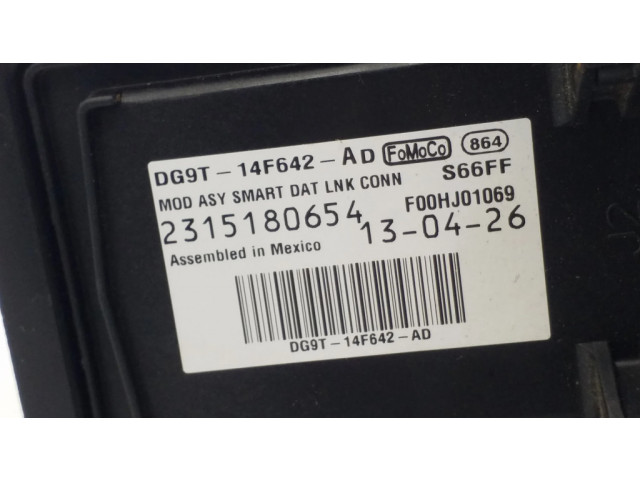 DG9T-14F642-AD FoMoCo 864
MOD ASY SMART DAT LNK CONN S66FF
2315180654 F00HJ01069
Assembled in Mexico 13-04-26
DG9T-14F642-AD